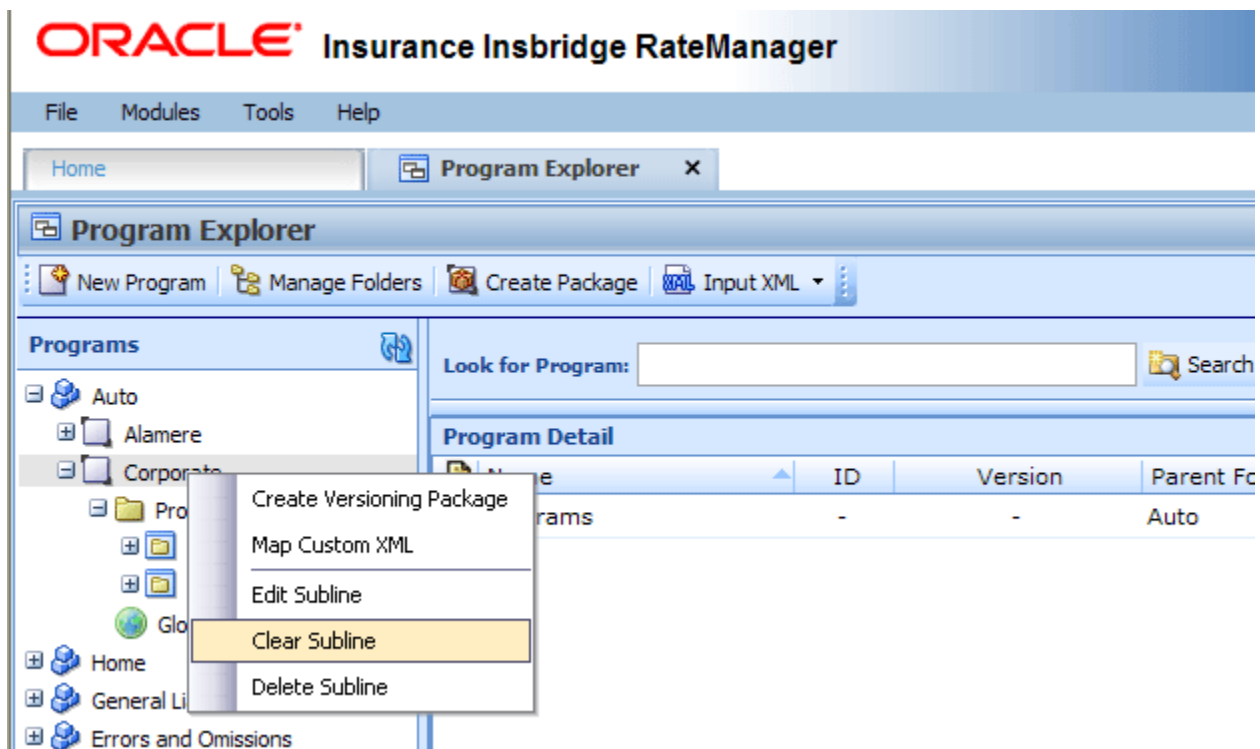 ORACLE Insurance Insbridge RateManager
File Modules Tools Help
Home Program Explorer x
Program Explorer
New Program Manage Folders Create Package XML Input XML
Programs
Look for Program: Search
Auto
Alamere
Program Detail
Corporate
ID Version
Create Versioning Package
Auto
- -
Map Custom XML
Edit Subline
Clear Subline
Home
Delete Subline
Errors and Omissions